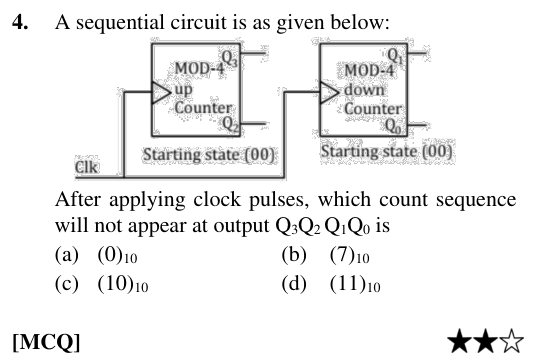 4. A sequential circuit is as given below:
Q₃ Q₁
MOD-4 MOD-4
up down
Counter Counter
Q₂ Q₀
Starting state (00) Starting state (00)
Clk
After applying clock pulses, which count sequence
will not appear at output Q₃Q₂ Q₁Q₀ is
(a) (0)₁₀ (b) (7)₁₀
(c) (10)₁₀ (d) (11)₁₀
[MCQ] ★★☆